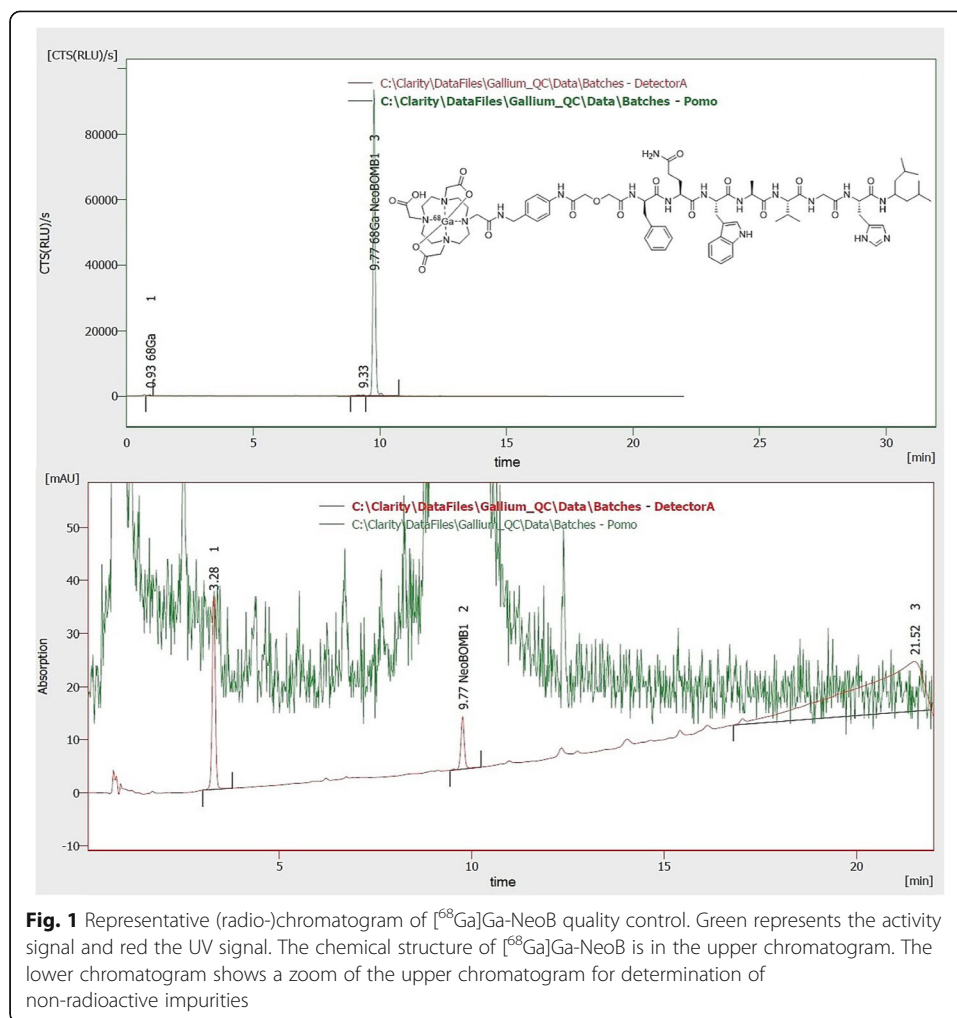 [CTS(RLU)/s]
C:\Clarity\DataFiles\Gallium_QC\Data\Batches - DetectorA
C:\Clarity\DataFiles\Gallium_QC\Data\Batches - Pomo
CTS(RLU)/s
80000
60000
40000
20000
0
0.93 68Ga 1
9.33
9.77 68Ga-NeoBOMB1 3
O
OH
O
N
N
68Ga
N
N
O
O
O
O
N
H
H
N
O
O
O
H
N
H2N
O
O
H
N
O
N
H
NH
O
H
N
O
N
H
O
H
N
O
HN
N
N
H
0
5
10
15
20
25
30
[min]
time
[mAU]
C:\Clarity\DataFiles\Gallium_QC\Data\Batches - DetectorA
C:\Clarity\DataFiles\Gallium_QC\Data\Batches - Pomo
Absorption
50
40
30
20
10
0
-10
3.28 1
9.77 NeoBOMB1 2
21.52 3
5
10
15
20
[min]
time
Fig. 1 Representative (radio-)chromatogram of [⁶⁸Ga]Ga-NeoB quality control. Green represents the activity
signal and red the UV signal. The chemical structure of [⁶⁸Ga]Ga-NeoB is in the upper chromatogram. The
lower chromatogram shows a zoom of the upper chromatogram for determination of
non-radioactive impurities